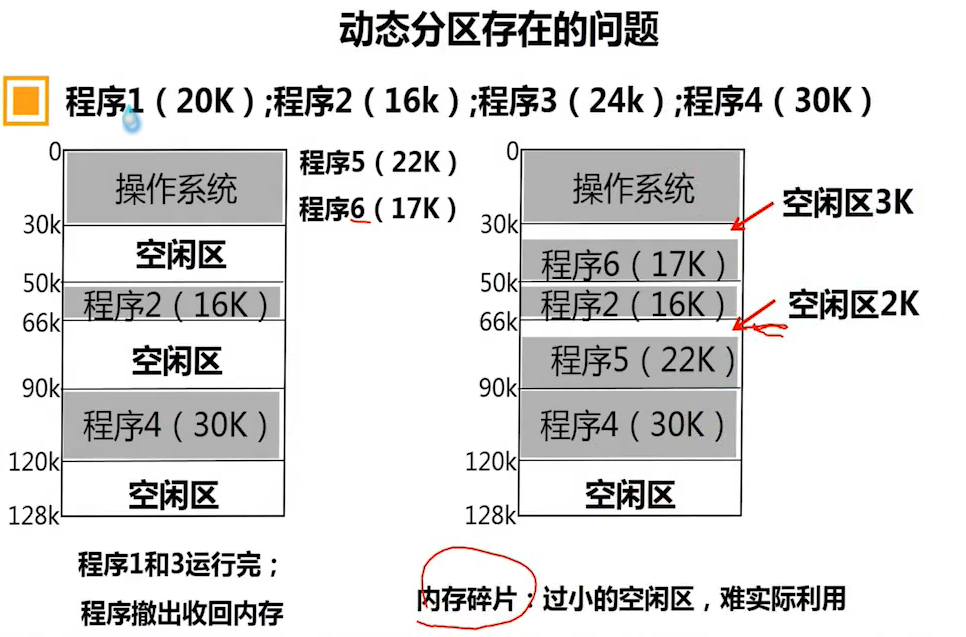 动态分区存在的问题
程序1（20K）;程序2（16k）;程序3（24k）;程序4（30K）
0
操作系统
30k
空闲区
50k
程序2（16K）
66k
空闲区
90k
程序4（30K）
120k
空闲区
128k
程序5（22K）
程序6（17K）
0
操作系统
30k
空闲区3K
程序6（17K）
50k
程序2（16K）
空闲区2K
66k
程序5（22K）
90k
程序4（30K）
120k
空闲区
128k
程序1和3运行完；
程序撤出收回内存
内存碎片：过小的空闲区，难实际利用